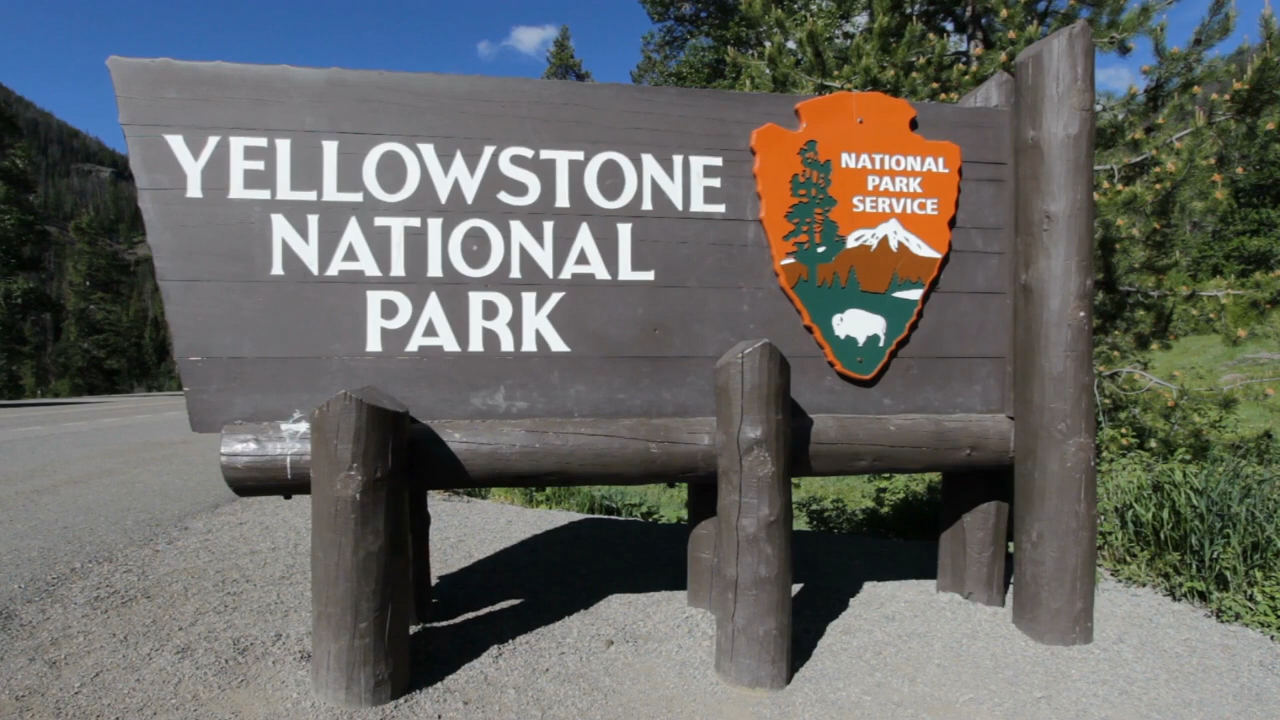 YELLOWSTONE
NATIONAL
PARK
NATIONAL
PARK
SERVICE